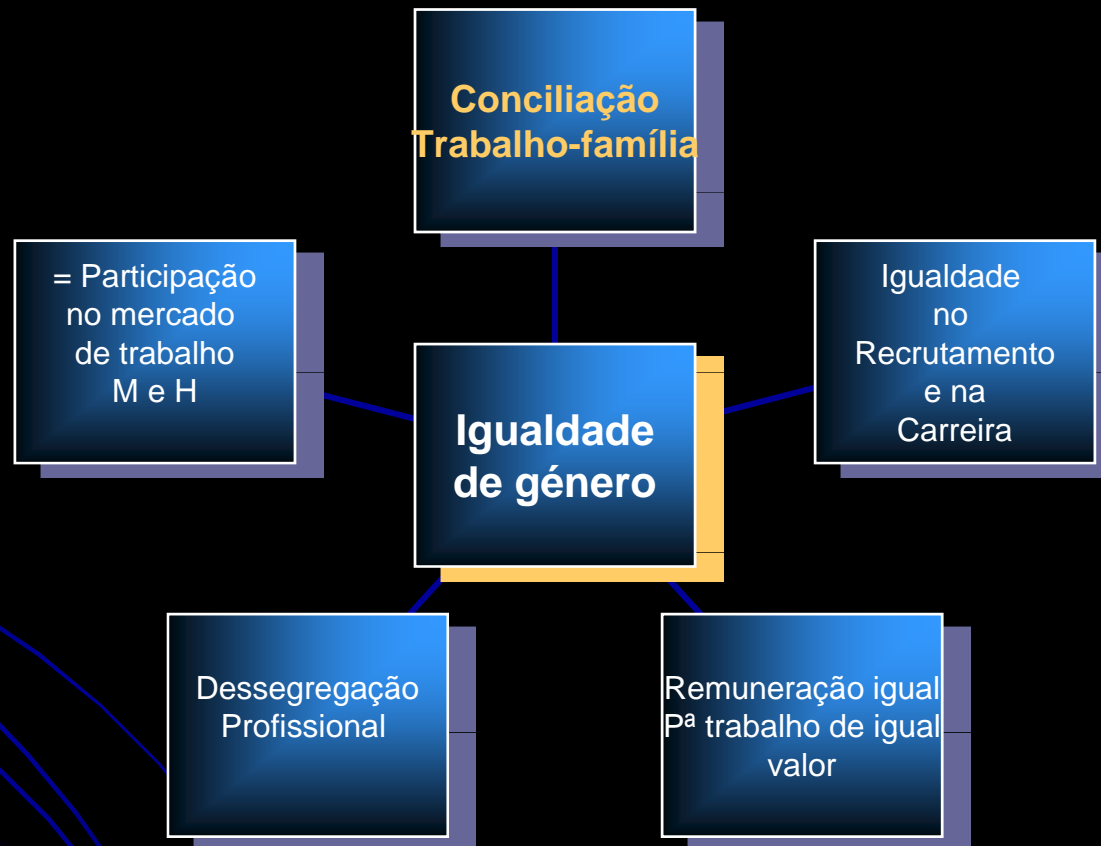 Conciliação
Trabalho-família
= Participação
no mercado
de trabalho
M e H
Igualdade
no
Recrutamento
e na
Carreira
Igualdade
de género
Dessegregação
Profissional
Remuneração igual
Pª trabalho de igual
valor